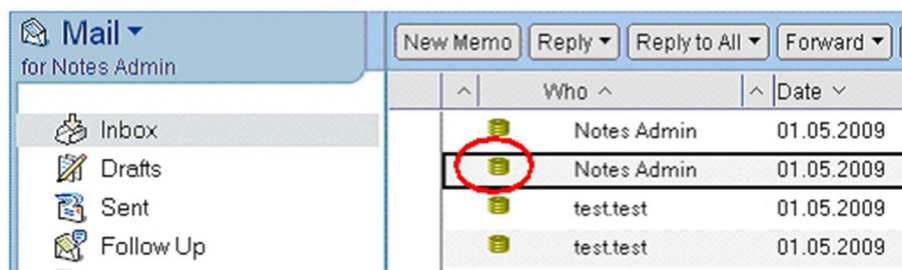 Mail
for Notes Admin
New Memo Reply Reply to All Forward
Who Date
Inbox
Drafts
Sent
Follow Up
Notes Admin 01.05.2009
Notes Admin 01.05.2009
test.test 01.05.2009
test.test 01.05.2009